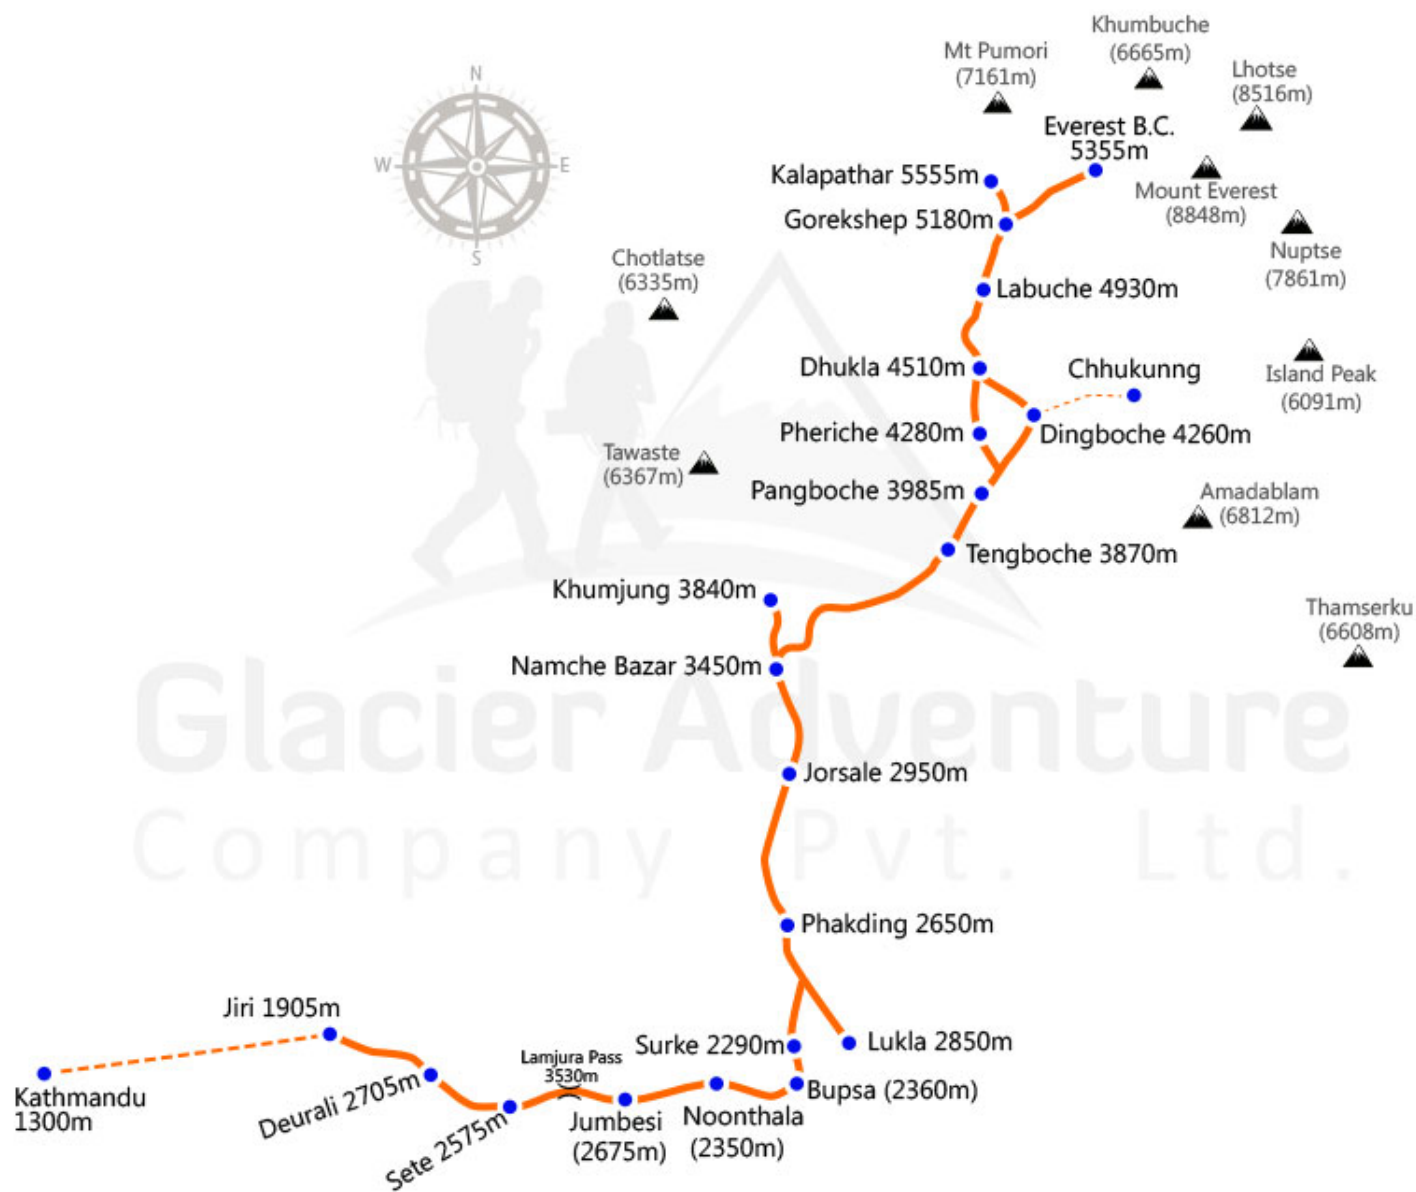 Khumbuche
(6665m)
Mt Pumori
(7161m)
Lhotse
(8516m)
N
W
E
S
Everest B.C.
5355m
Kalapathar 5555m
Mount Everest
(8848m)
Gorekshep 5180m
Nuptse
(7861m)
Chotlatse
(6335m)
Labuche 4930m
Dhukla 4510m
Chhukunng
Island Peak
(6091m)
Pheriche 4280m
Dingboche 4260m
Tawaste
(6367m)
Pangboche 3985m
Amadablam
(6812m)
Tengboche 3870m
Khumjung 3840m
Thamserku
(6608m)
Namche Bazar 3450m
Glacier Adventure
Jorsale 2950m
Company Pvt. Ltd.
Phakding 2650m
Jiri 1905m
Surke 2290m
Lukla 2850m
Lamjura Pass
3530m
Kathmandu
1300m
Deurali 2705m
Bupsa (2360m)
Sete 2575m
Jumbesi
(2675m)
Noonthala
(2350m)